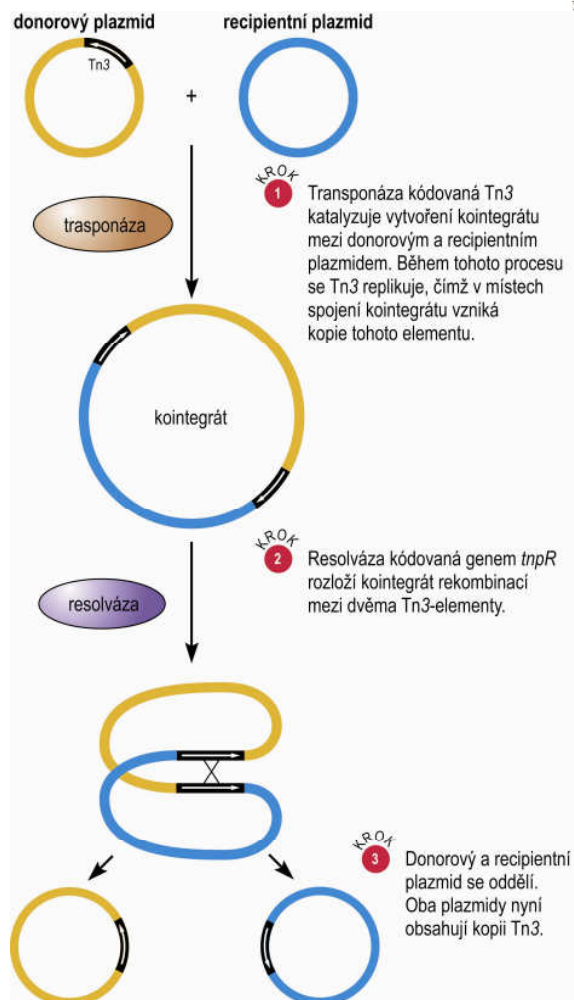 donorový plazmid
recipientní plazmid
Tn3
+
KROK
1
Transponáza kódovaná Tn3
katalyzuje vytvoření kointegrátu
mezi donorovým a recipientním
plazmidem. Během tohoto procesu
se Tn3 replikuje, čímž v místech
spojení kointegrátu vzniká
kopie tohoto elementu.
trasponáza
kointegrát
KROK
2
Resolváza kódovaná genem tnpR
rozloží kointegrát rekombinací
mezi dvěma Tn3-elementy.
resolváza
KROK
3
Donorový a recipientní
plazmid se oddělí.
Oba plazmidy nyní
obsahují kopii Tn3.